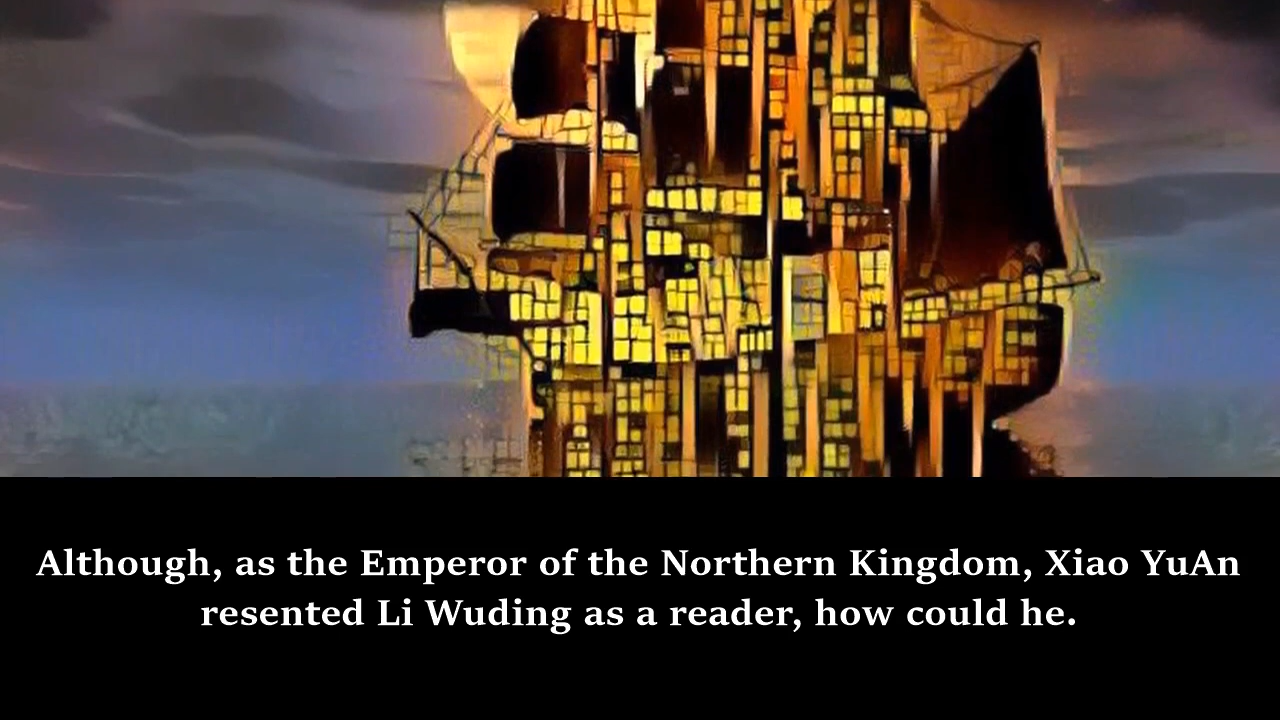 Although, as the Emperor of the Northern Kingdom, Xiao YuAn
resented Li Wuding as a reader, how could he.